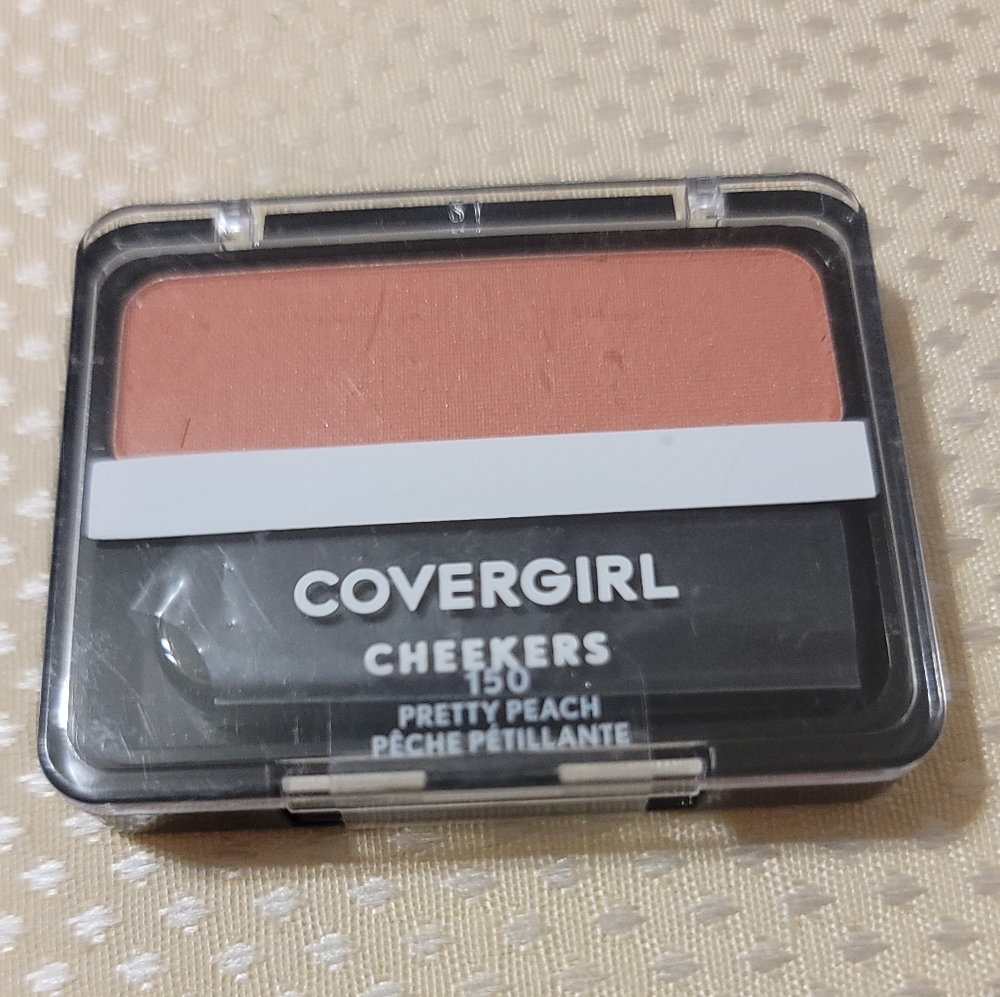 COVERGIRL
CHEEKERS
150
PRETTY PEACH
PÊCHE PÉTILLANTE